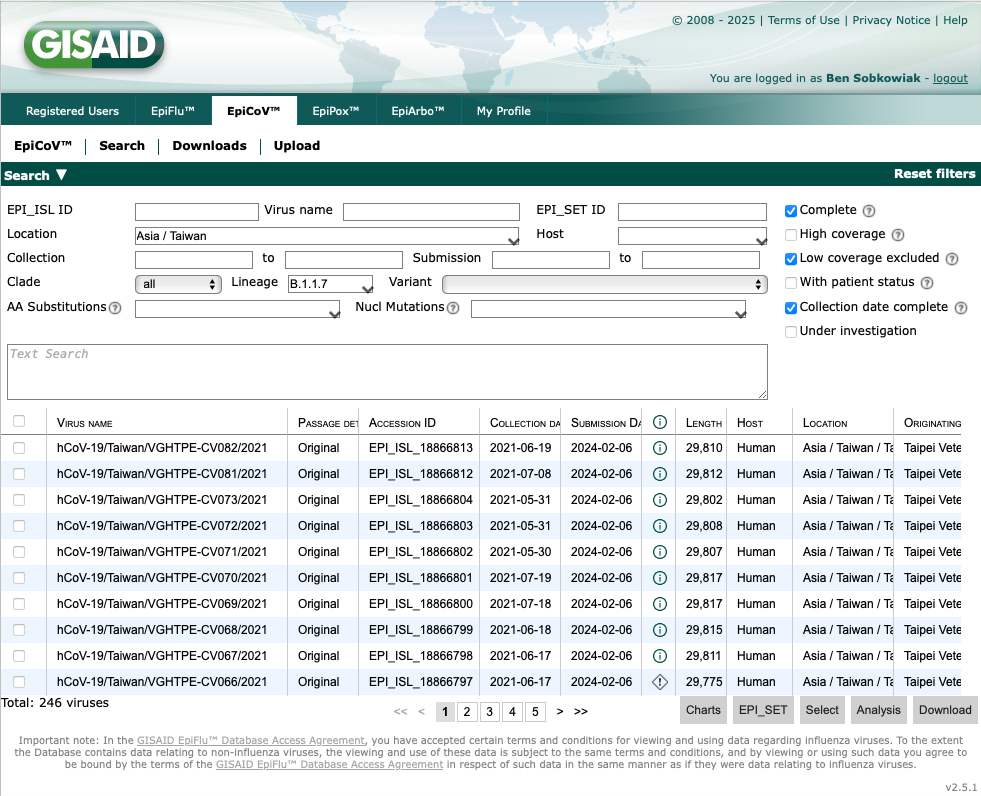 © 2008 - 2025 | Terms of Use | Privacy Notice | Help
GISAID
You are logged in as Ben Sobkowiak - logout
Registered Users EpiFlu™ EpiCoV™ EpiPox™ EpiArbo™ My Profile
EpiCoV™ Search Downloads Upload
Search ▼ Reset filters
EPI_ISL ID Virus name EPI_SET ID Complete ?
Location Asia / Taiwan Host High coverage ?
Collection to Submission to Low coverage excluded ?
Clade all Lineage B.1.1.7 Variant With patient status ?
AA Substitutions ? Nucl Mutations ? Collection date complete ?
Under investigation
Text Search
Virus name Passage det Accession ID Collection da Submission Da Length Host Location Originating
hCoV-19/Taiwan/VGHTPE-CV082/2021 Original EPI_ISL_18866813 2021-06-19 2024-02-06 29,810 Human Asia / Taiwan / Ta Taipei Vete
hCoV-19/Taiwan/VGHTPE-CV081/2021 Original EPI_ISL_18866812 2021-07-08 2024-02-06 29,812 Human Asia / Taiwan / Ta Taipei Vete
hCoV-19/Taiwan/VGHTPE-CV073/2021 Original EPI_ISL_18866804 2021-05-31 2024-02-06 29,802 Human Asia / Taiwan / Ta Taipei Vete
hCoV-19/Taiwan/VGHTPE-CV072/2021 Original EPI_ISL_18866803 2021-05-31 2024-02-06 29,808 Human Asia / Taiwan / Ta Taipei Vete
hCoV-19/Taiwan/VGHTPE-CV071/2021 Original EPI_ISL_18866802 2021-05-30 2024-02-06 29,807 Human Asia / Taiwan / Ta Taipei Vete
hCoV-19/Taiwan/VGHTPE-CV070/2021 Original EPI_ISL_18866801 2021-07-19 2024-02-06 29,817 Human Asia / Taiwan / Ta Taipei Vete
hCoV-19/Taiwan/VGHTPE-CV069/2021 Original EPI_ISL_18866800 2021-07-18 2024-02-06 29,817 Human Asia / Taiwan / Ta Taipei Vete
hCoV-19/Taiwan/VGHTPE-CV068/2021 Original EPI_ISL_18866799 2021-06-18 2024-02-06 29,815 Human Asia / Taiwan / Ta Taipei Vete
hCoV-19/Taiwan/VGHTPE-CV067/2021 Original EPI_ISL_18866798 2021-06-17 2024-02-06 29,811 Human Asia / Taiwan / Ta Taipei Vete
hCoV-19/Taiwan/VGHTPE-CV066/2021 Original EPI_ISL_18866797 2021-06-17 2024-02-06 29,775 Human Asia / Taiwan / Ta Taipei Vete
Total: 246 viruses << < 1 2 3 4 5 > >> Charts EPI_SET Select Analysis Download
Important note: In the GISAID EpiFlu™ Database Access Agreement, you have accepted certain terms and conditions for viewing and using data regarding influenza viruses. To the extent
the Database contains data relating to non-influenza viruses, the viewing and use of these data is subject to the same terms and conditions, and by viewing or using such data you agree to
be bound by the terms of the GISAID EpiFlu™ Database Access Agreement in respect of such data in the same manner as if they were data relating to influenza viruses.
v2.5.1